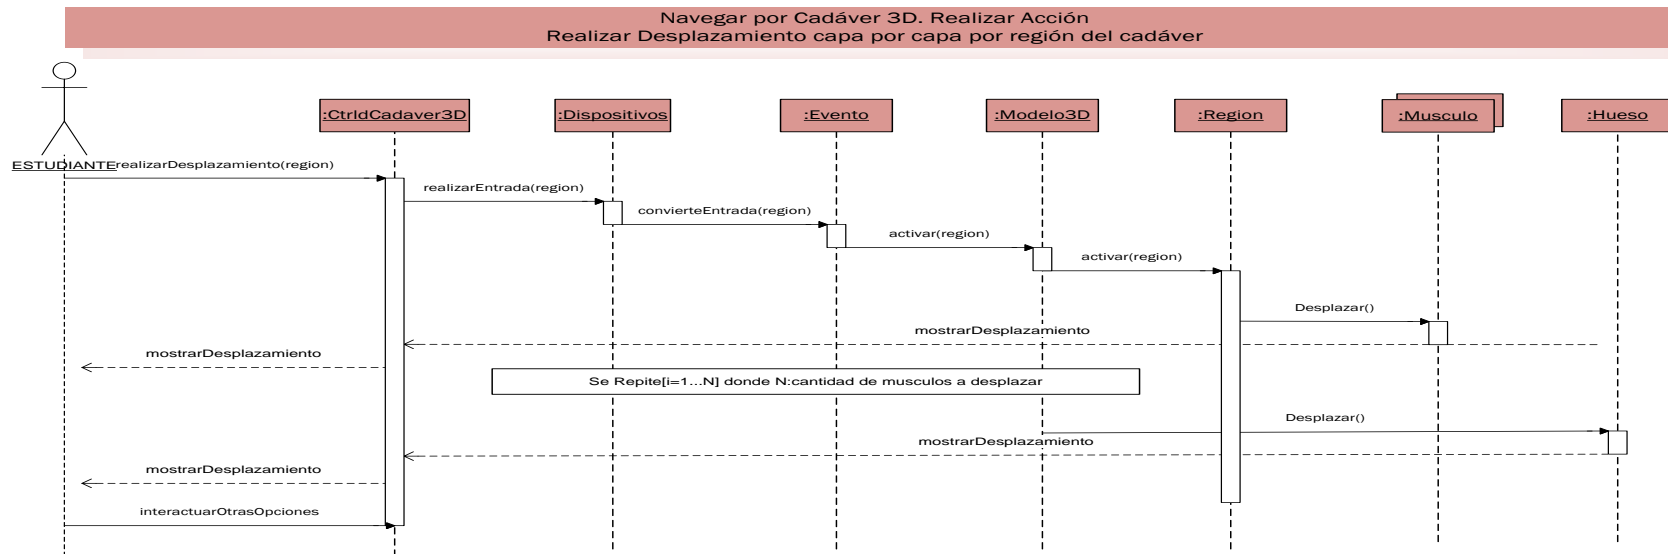 Navegar por Cadáver 3D. Realizar Acción
Realizar Desplazamiento capa por capa por región del cadáver
:CtrldCadaver3D
:Dispositivos
:Evento
:Modelo3D
:Region
:Musculo
:Hueso
ESTUDIANTE
realizarDesplazamiento(region)
realizarEntrada(region)
convierteEntrada(region)
activar(region)
activar(region)
Desplazar()
mostrarDesplazamiento
mostrarDesplazamiento
Se Repite[i=1...N] donde N:cantidad de musculos a desplazar
Desplazar()
mostrarDesplazamiento
mostrarDesplazamiento
interactuarOtrasOpciones